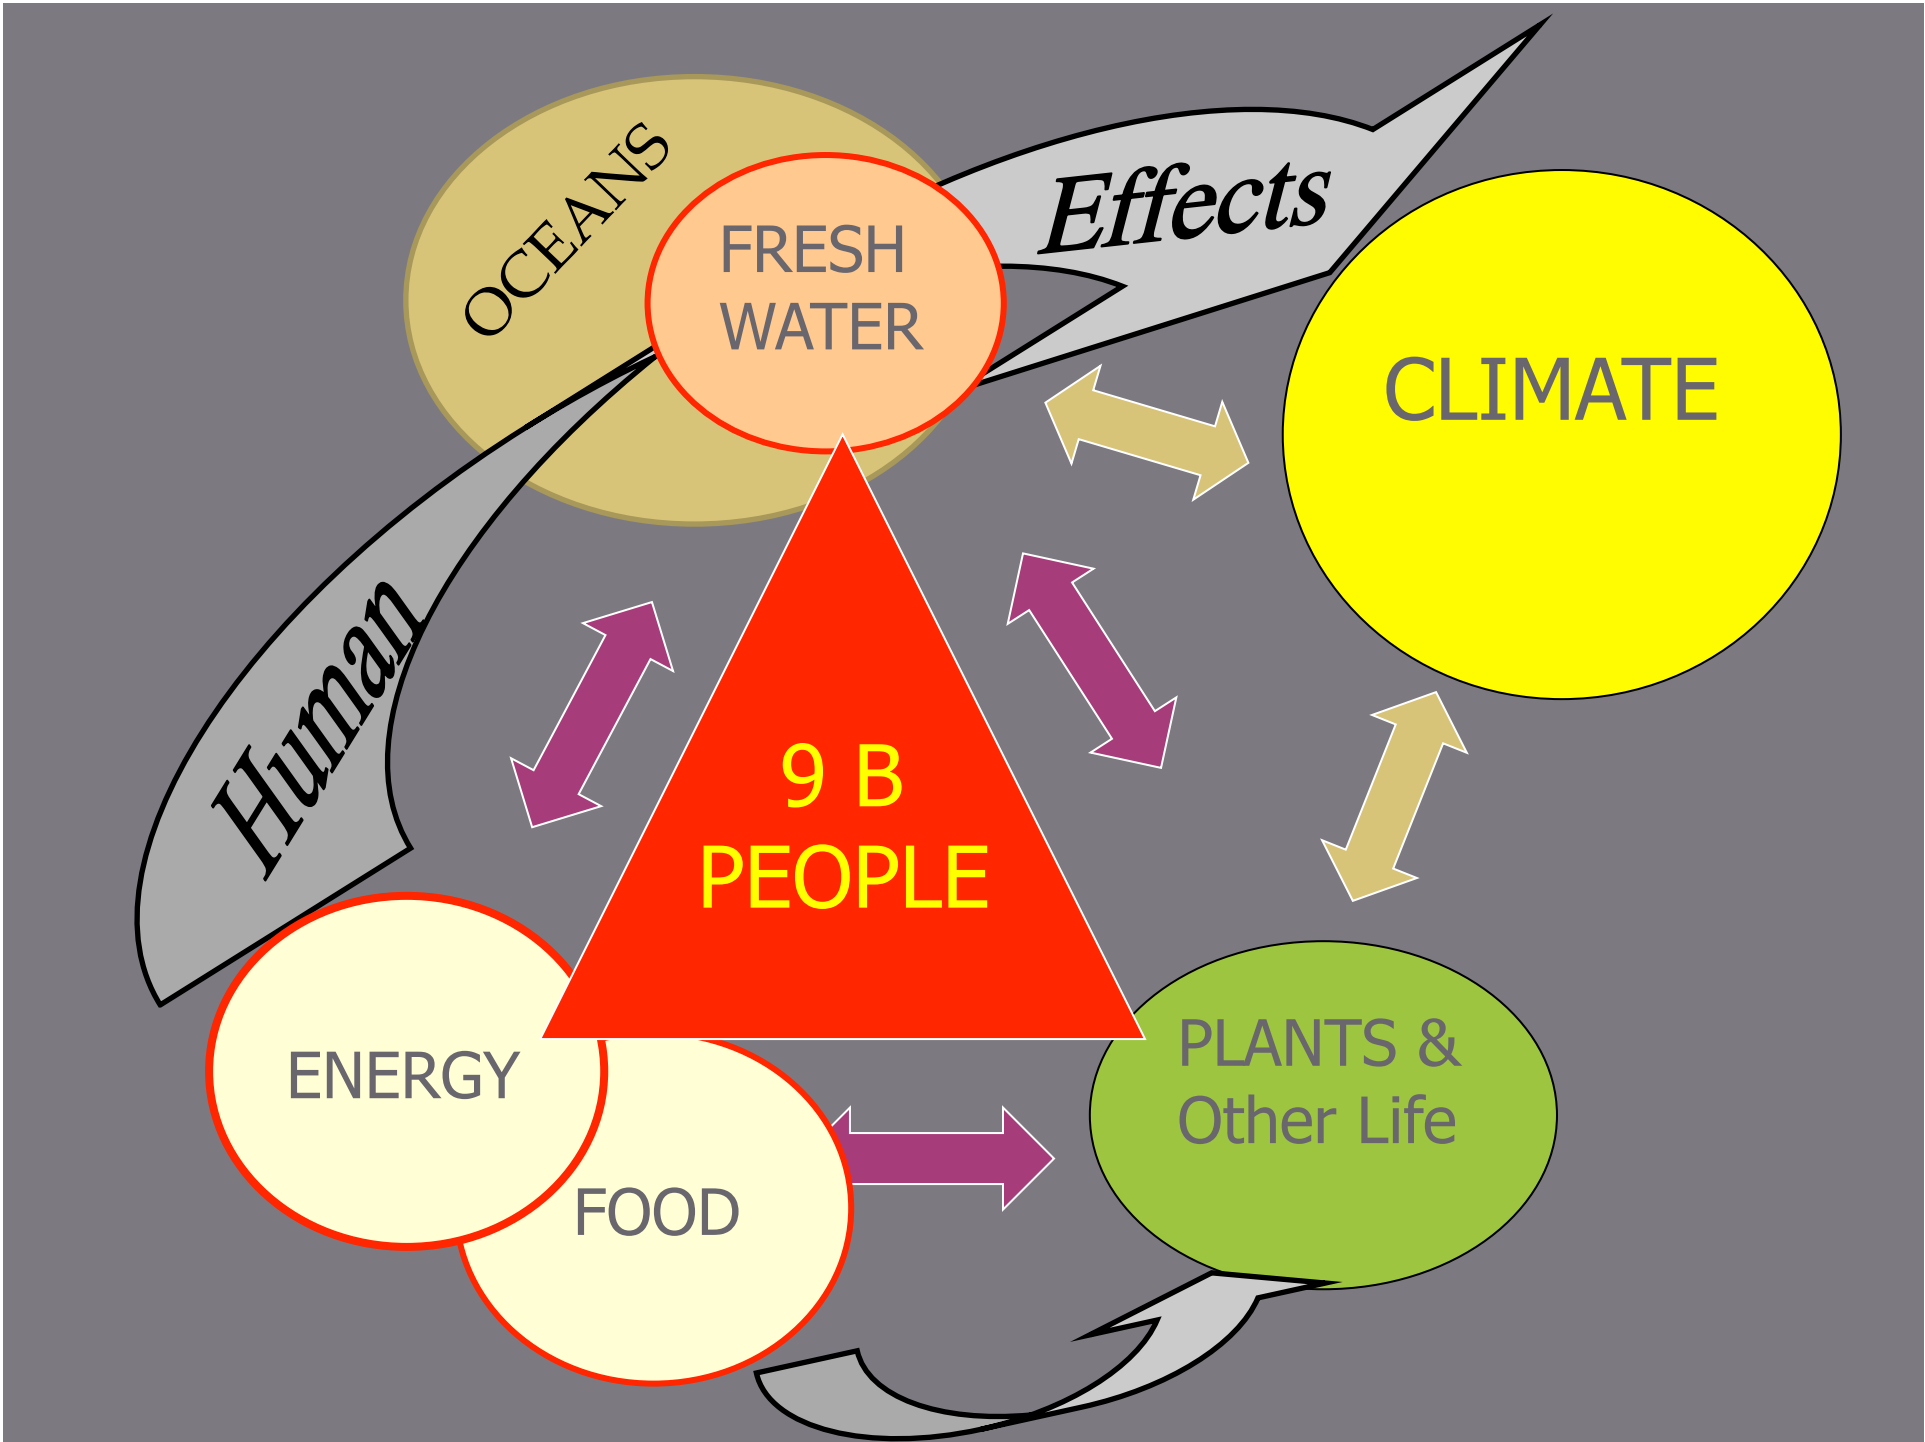 OCEANS
FRESH
WATER
Effects
CLIMATE
Human
9 B
PEOPLE
ENERGY
FOOD
PLANTS &
Other Life